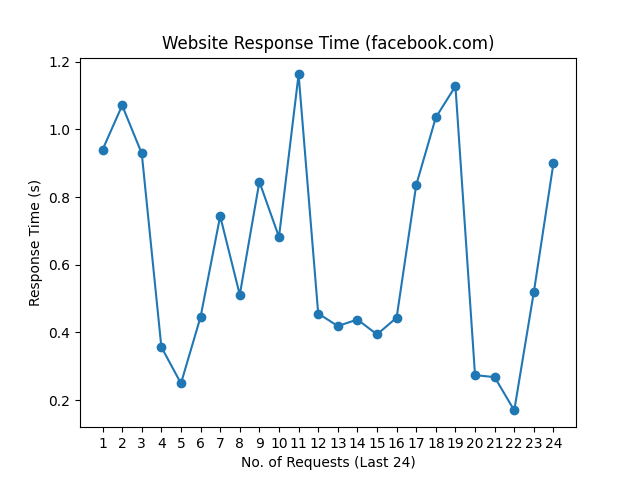 Website Response Time (facebook.com)
1.2
1.0
0.8
0.6
0.4
0.2
Response Time (s)
1 2 3 4 5 6 7 8 9 10 11 12 13 14 15 16 17 18 19 20 21 22 23 24
No. of Requests (Last 24)